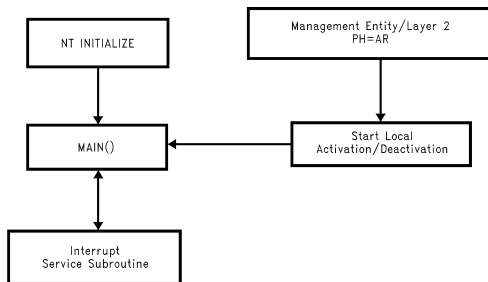 NT INITIALIZE
Management Entity/Layer 2
PH=AR
MAIN()
Start Local
Activation/Deactivation
Interrupt
Service Subroutine